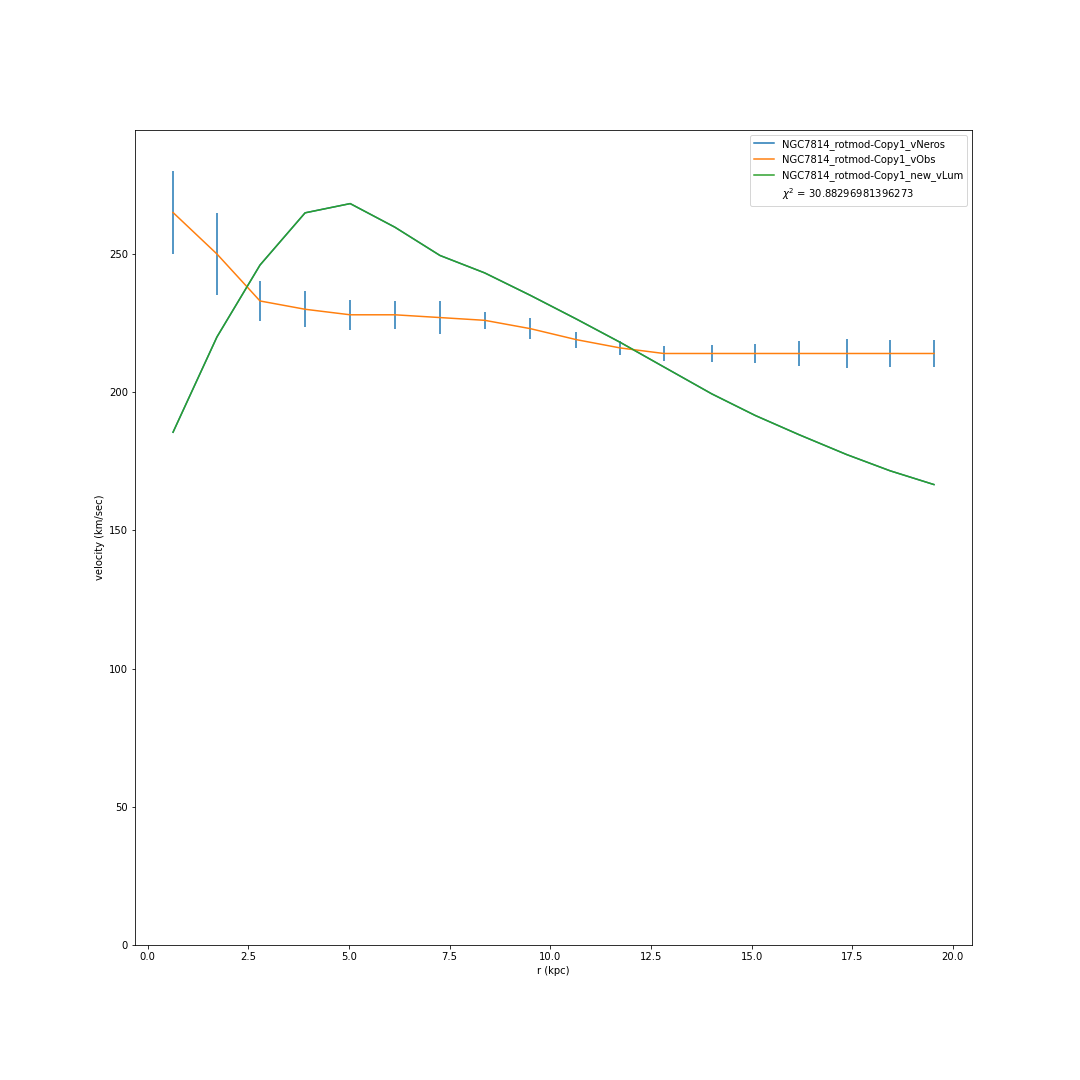 NGC7814_rotmod-Copy1_vNeros
NGC7814_rotmod-Copy1_vObs
NGC7814_rotmod-Copy1_new_vLum
χ² = 30.88296981396273
250
200
150
100
50
0
velocity (km/sec)
0.0 2.5 5.0 7.5 10.0 12.5 15.0 17.5 20.0
r (kpc)